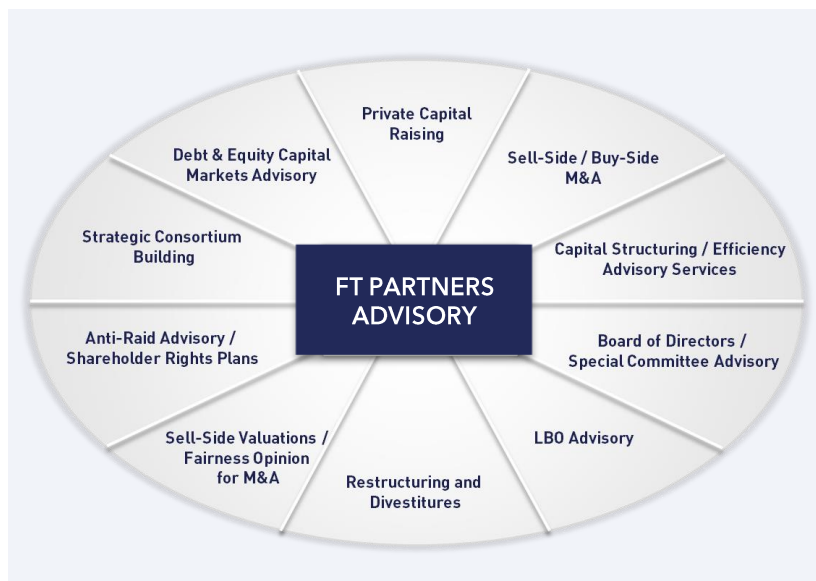 Private Capital
Raising
Sell-Side / Buy-Side
M&A
Capital Structuring / Efficiency
Advisory Services
Board of Directors /
Special Committee Advisory
LBO Advisory
Restructuring and
Divestitures
Sell-Side Valuations /
Fairness Opinion
for M&A
Anti-Raid Advisory /
Shareholder Rights Plans
Strategic Consortium
Building
Debt & Equity Capital
Markets Advisory
FT PARTNERS
ADVISORY